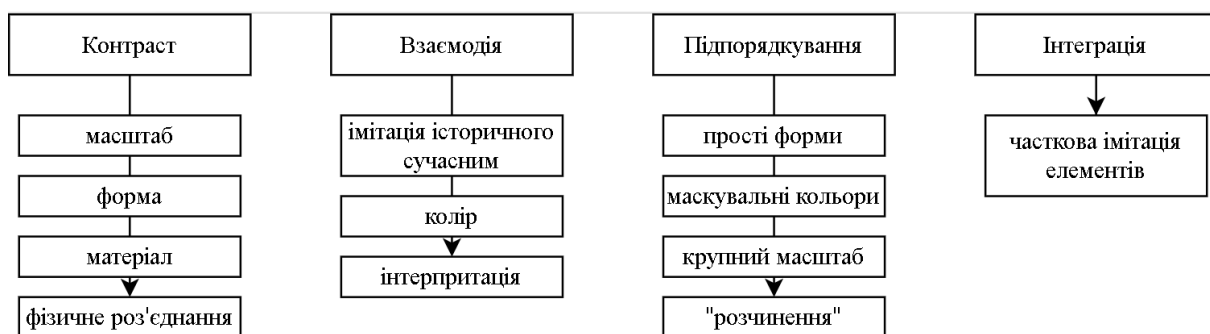 Контраст
масштаб
форма
матеріал
фізичне роз'єднання
Взаємодія
імітація історичного
сучасним
колір
інтерпритація
Підпорядкування
прості форми
маскувальні кольори
крупний масштаб
"розчинення"
Інтеграція
часткова імітація
елементів